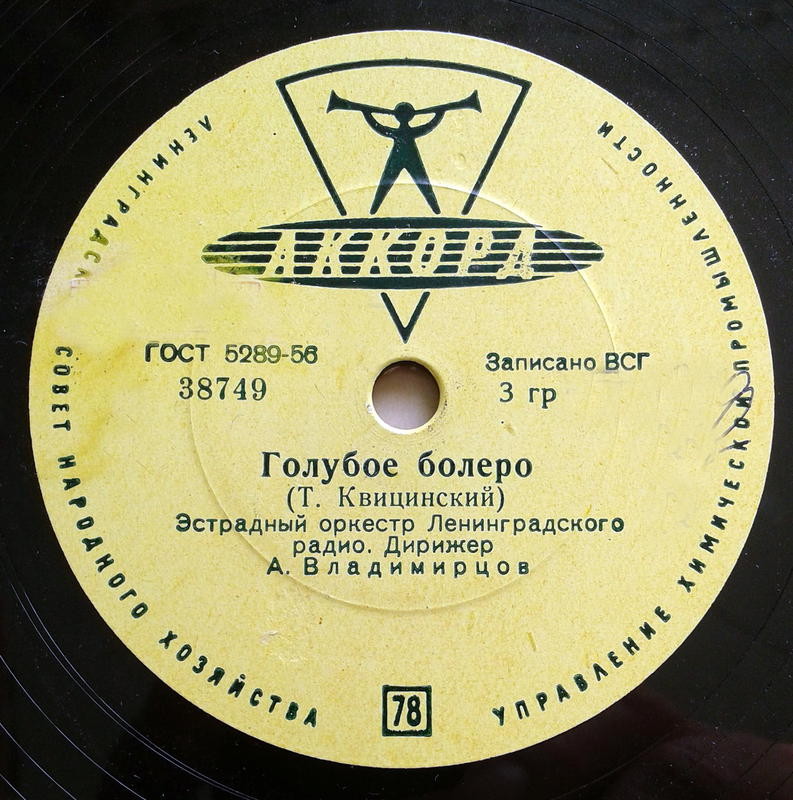 АККОРД
ГОСТ 5289-56
38749
Записано ВСГ
3 гр
Голубое болеро
(Т. Квицинский)
Эстрадный оркестр Ленинградского
радио. Дирижер
А. Владимирцов
78
СОВЕТ НАРОДНОГО ХОЗЯЙСТВА
УПРАВЛЕНИЕ ХИМИЧЕСКОЙ ПРОМЫШЛЕННОСТИ